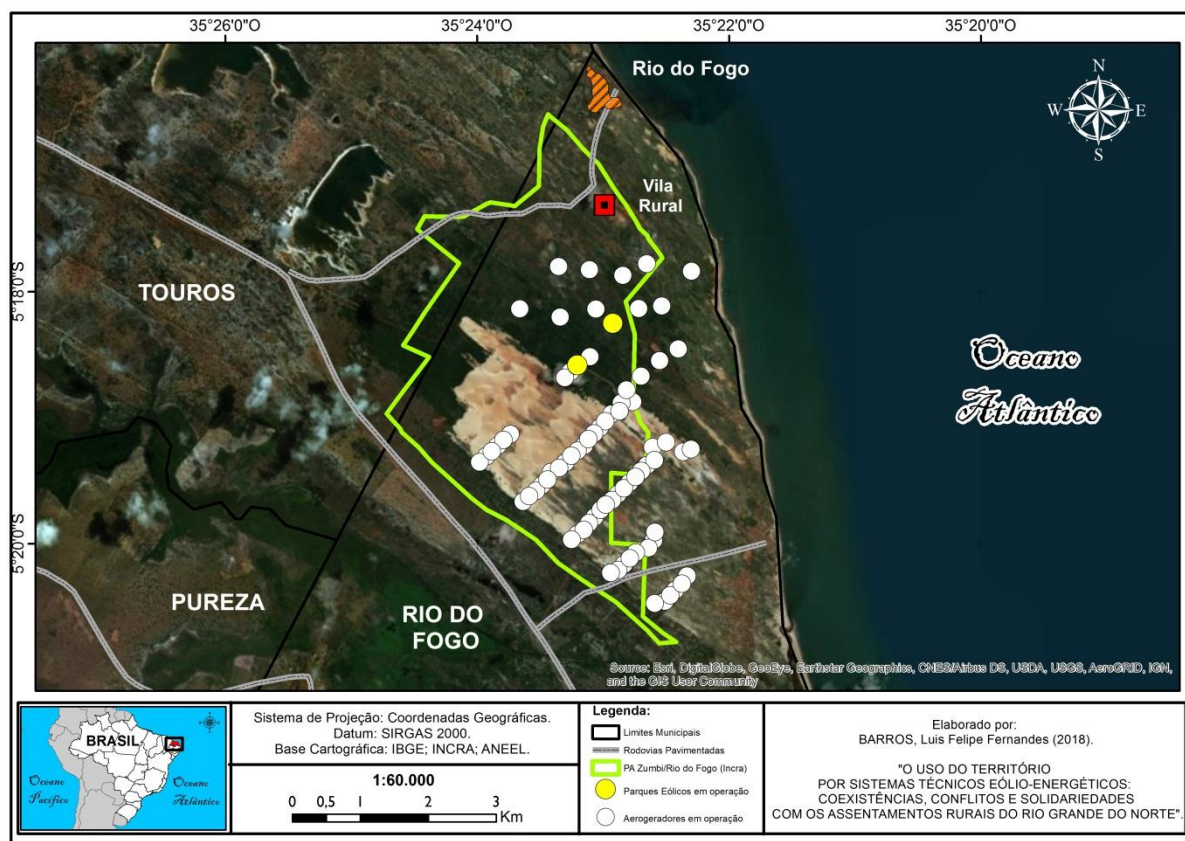 35°26'0"W
35°24'0"W
35°22'0"W
35°20'0"W
Rio do Fogo
N
W
E
S
Vila
Rural
5°18'0"S
TOUROS
Oceano
Atlântico
5°20'0"S
PUREZA
RIO DO
FOGO
Source: Esri, DigitalGlobe, GeoEye, Earthstar Geographics, CNES/Airbus DS, USDA, USGS, AeroGRID, IGN,
and the GIS User Community
BRASIL
Oceano
Pacífico
Oceano
Atlântico
Sistema de Projeção: Coordenadas Geográficas.
Datum: SIRGAS 2000.
Base Cartográfica: IBGE; INCRA; ANEEL.
1:60.000
0 0,5 1 2 3
Km
Legenda:
Limites Municipais
Rodovias Pavimentadas
PA Zumbi/Rio do Fogo (Incra)
Parques Eólicos em operação
Aerogeradores em operação
Elaborado por:
BARROS, Luis Felipe Fernandes (2018).
"O USO DO TERRITÓRIO
POR SISTEMAS TÉCNICOS EÓLIO-ENERGÉTICOS:
COEXISTÊNCIAS, CONFLITOS E SOLIDARIEDADES
COM OS ASSENTAMENTOS RURAIS DO RIO GRANDE DO NORTE".